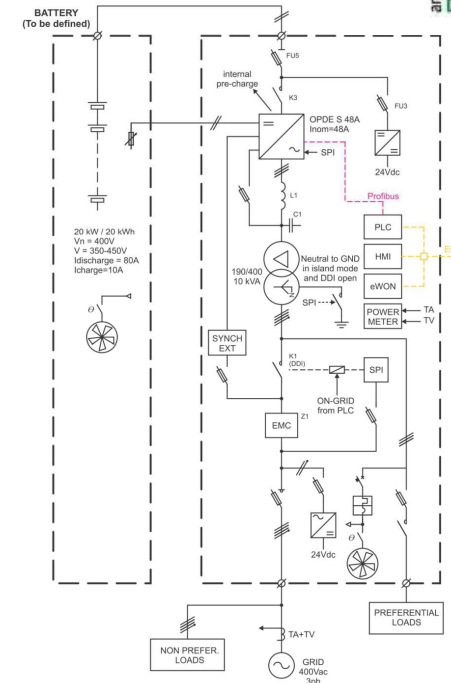 BATTERY
(To be defined)
FU5
internal
pre-charge
K3
FU3
OPDE S 48A
Inom=48A
SPI
24Vdc
L1
Profibus
C1
PLC
20 kW / 20 kWh
Vn = 400V
V = 350-450V
Idischarge = 80A
Icharge=10A
HMI
Neutral to GND
in island mode
and DDI open
190/400
10 kVA
N
eWON
SPI
POWER
METER
TA
TV
θ
SYNCH
EXT
K1
(DDI)
SPI
ON-GRID
from PLC
Z1
EMC
θ
24Vdc
PREFERENTIAL
LOADS
TA+TV
NON PREFER.
LOADS
GRID
400Vac
3ph